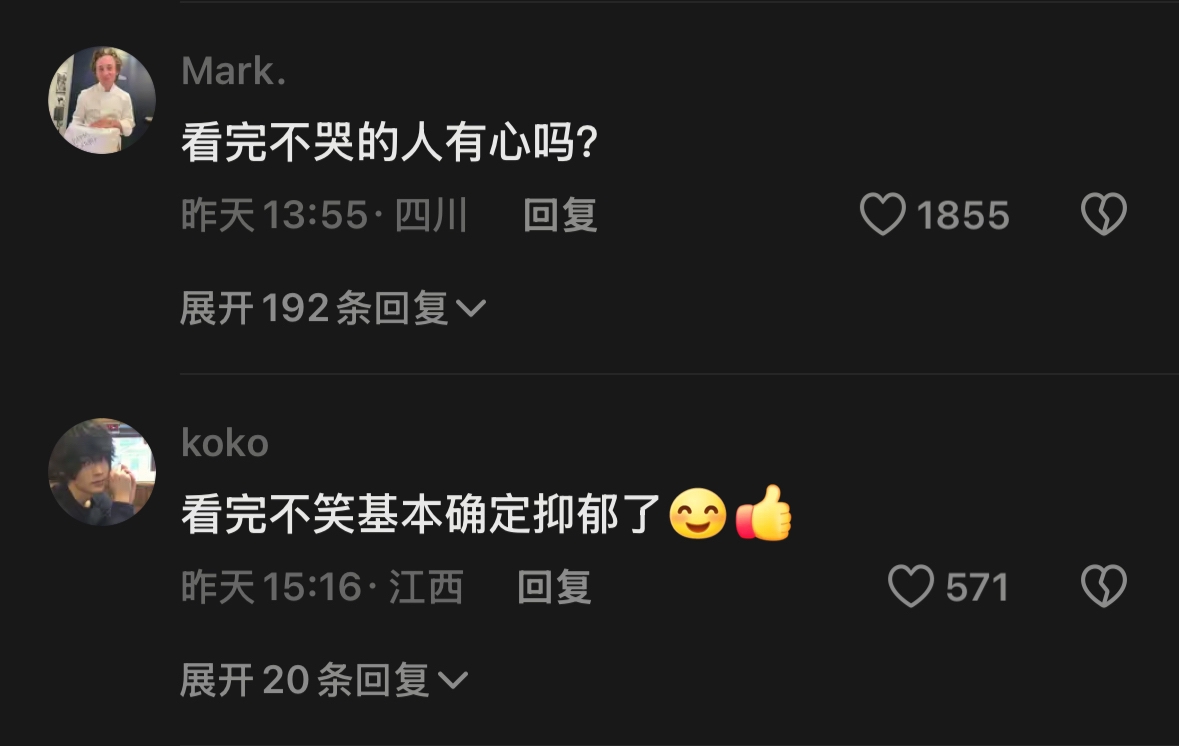 Mark.
看完不哭的人有心吗?
昨天 13:55 · 四川 回复 1855
展开 192 条回复
koko
看完不笑基本确定抑郁了😊👍
昨天 15:16 · 江西 回复 571
展开 20 条回复